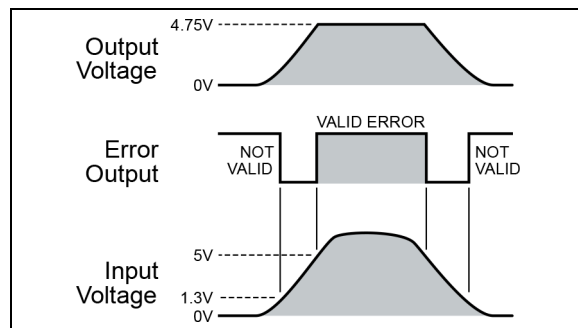 4.75V
Output
Voltage
0V
VALID ERROR
Error
Output
NOT
VALID
NOT
VALID
5V
Input
Voltage
1.3V
0V